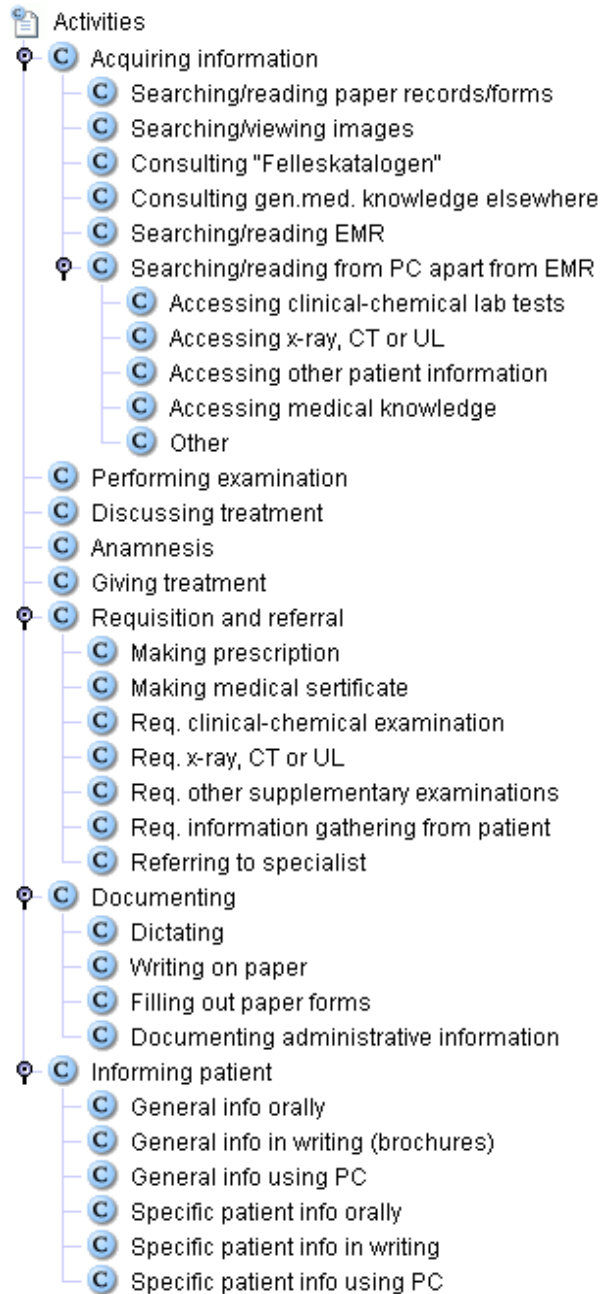 Activities
C Acquiring information
C Searching/reading paper records/forms
C Searching/viewing images
C Consulting "Felleskatalogen"
C Consulting gen.med. knowledge elsewhere
C Searching/reading EMR
C Searching/reading from PC apart from EMR
C Accessing clinical-chemical lab tests
C Accessing x-ray, CT or UL
C Accessing other patient information
C Accessing medical knowledge
C Other
C Performing examination
C Discussing treatment
C Anamnesis
C Giving treatment
C Requisition and referral
C Making prescription
C Making medical sertificate
C Req. clinical-chemical examination
C Req. x-ray, CT or UL
C Req. other supplementary examinations
C Req. information gathering from patient
C Referring to specialist
C Documenting
C Dictating
C Writing on paper
C Filling out paper forms
C Documenting administrative information
C Informing patient
C General info orally
C General info in writing (brochures)
C General info using PC
C Specific patient info orally
C Specific patient info in writing
C Specific patient info using PC